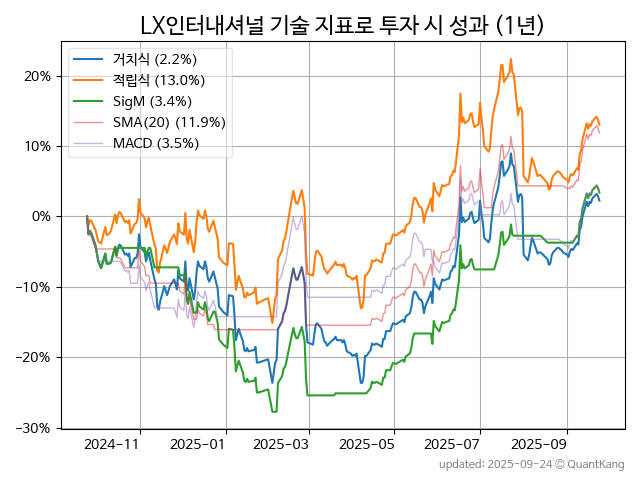 LX인터내셔널 기술 지표로 투자 시 성과 (1년)
거치식 (2.2%)
적립식 (13.0%)
SigM (3.4%)
SMA(20) (11.9%)
MACD (3.5%)
20%
10%
0%
−10%
−20%
−30%
2024-11
2025-01
2025-03
2025-05
2025-07
2025-09
updated: 2025-09-24 © QuantKang